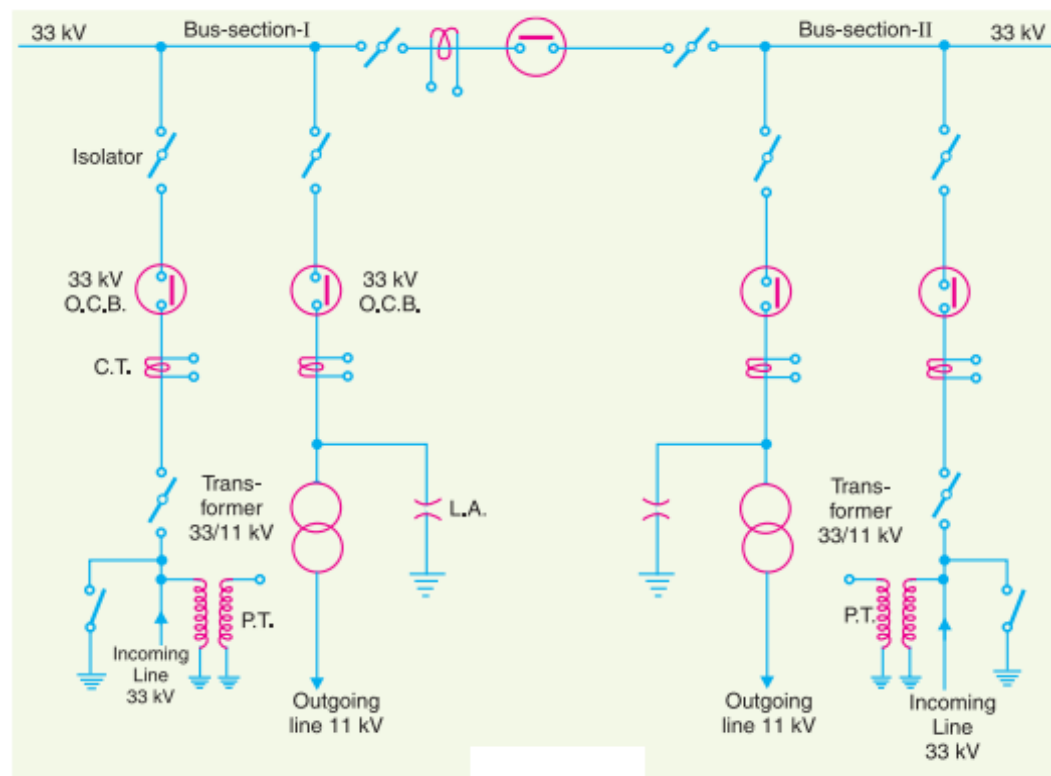 33 kV
Bus-section-I
Bus-section-II
33 kV
Isolator
33 kV
O.C.B.
33 kV
O.C.B.
C.T.
Trans-
former
33/11 kV
L.A.
Trans-
former
33/11 kV
P.T.
P.T.
Incoming
Line
33 kV
Outgoing
line 11 kV
Outgoing
line 11 kV
Incoming
Line
33 kV